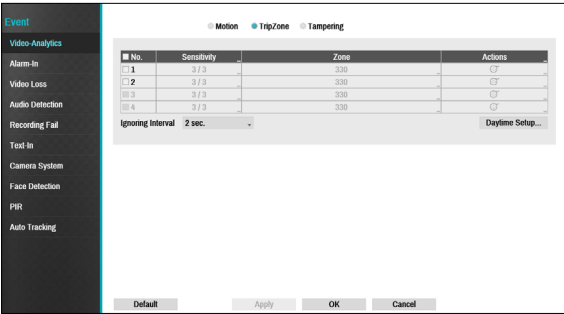 Event
Motion TripZone Tampering
Video-Analytics
Alarm-In
Video Loss
Audio Detection
Recording Fail
Text-In
Camera System
Face Detection
PIR
Auto Tracking
No. Sensitivity Zone Actions
1 3 / 3 330
2 3 / 3 330
3 3 / 3 330
4 3 / 3 330
Ignoring Interval 2 sec. Daytime Setup...
Default Apply OK Cancel